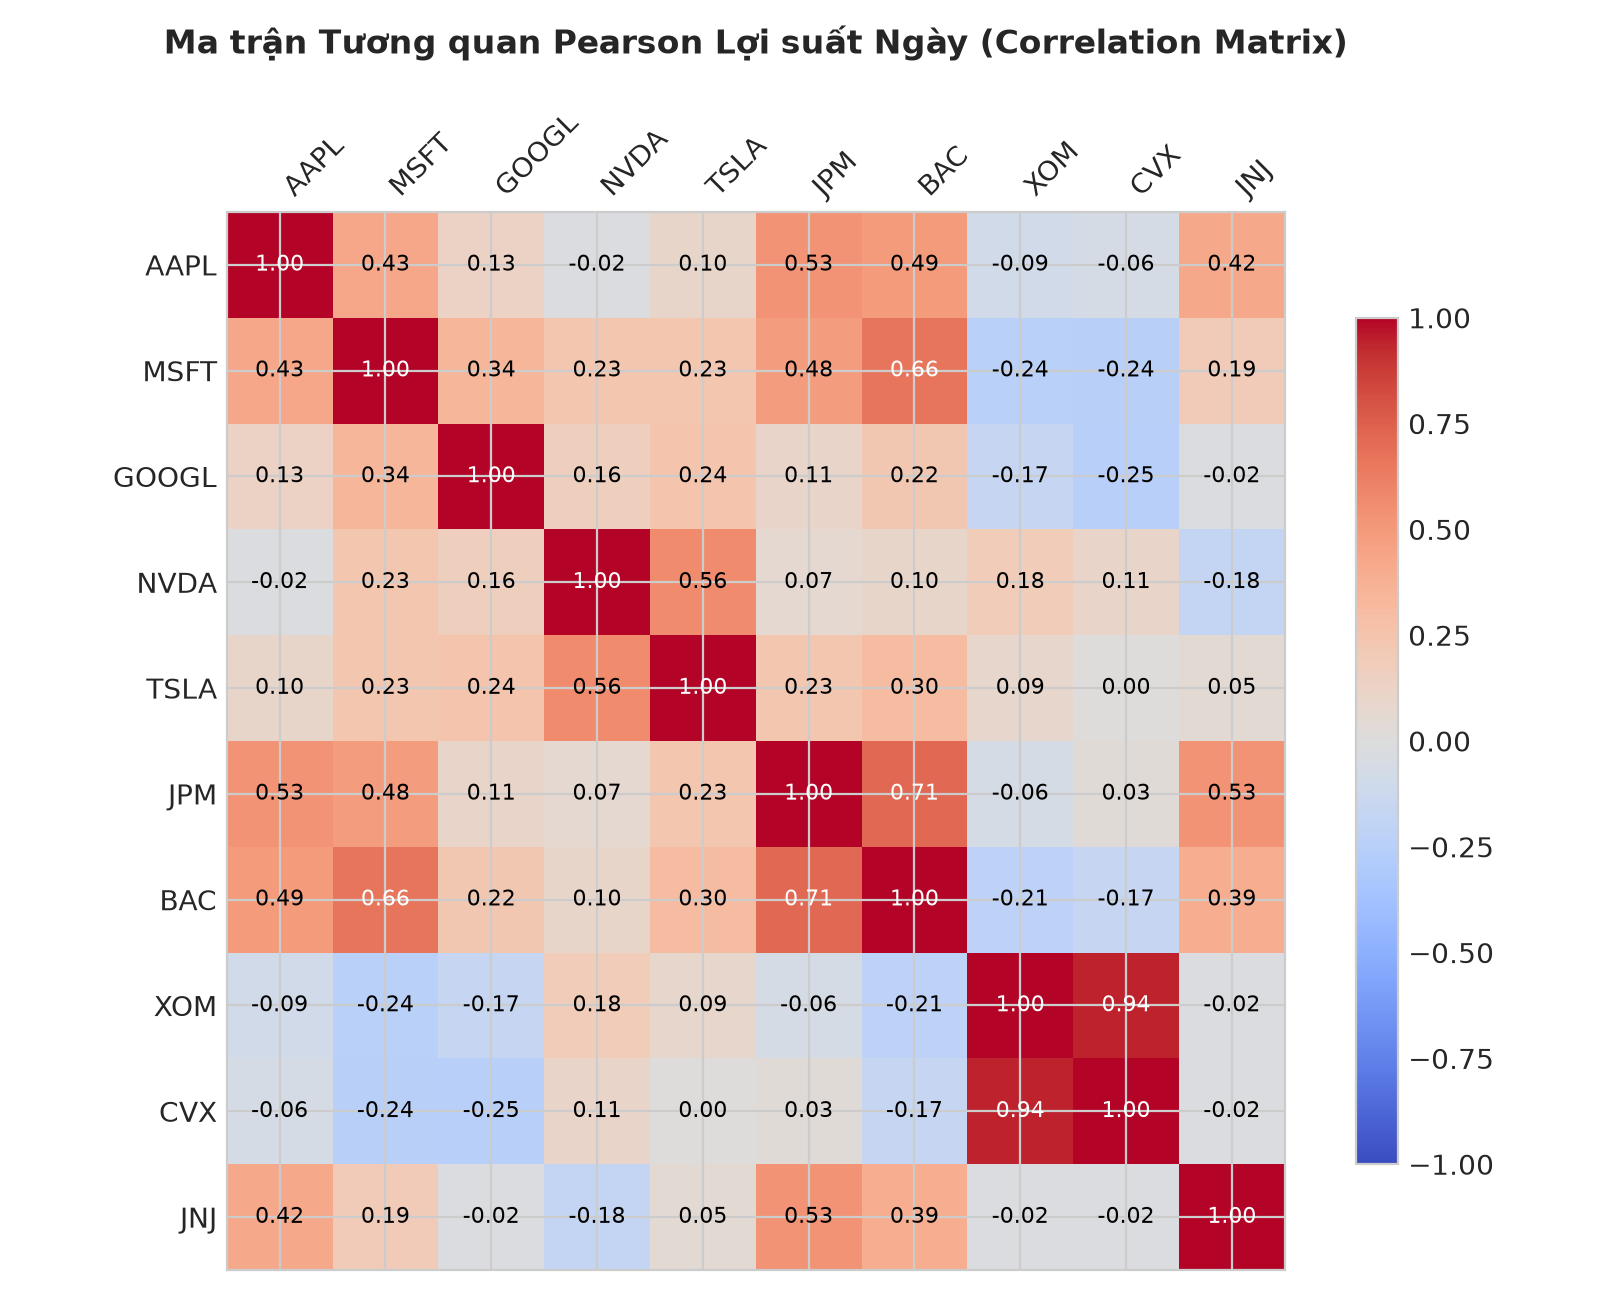 Ma trận Tương quan Pearson Lợi suất Ngày (Correlation Matrix)
AAPL MSFT GOOGL NVDA TSLA JPM BAC XOM CVX JNJ
AAPL 1.00 0.43 0.13 -0.02 0.10 0.53 0.49 -0.09 -0.06 0.42
MSFT 0.43 1.00 0.34 0.23 0.23 0.48 0.66 -0.24 -0.24 0.19
GOOGL 0.13 0.34 1.00 0.16 0.24 0.11 0.22 -0.17 -0.25 -0.02
NVDA -0.02 0.23 0.16 1.00 0.56 0.07 0.10 0.18 0.11 -0.18
TSLA 0.10 0.23 0.24 0.56 1.00 0.23 0.30 0.09 0.00 0.05
JPM 0.53 0.48 0.11 0.07 0.23 1.00 0.71 -0.06 0.03 0.53
BAC 0.49 0.66 0.22 0.10 0.30 0.71 1.00 -0.21 -0.17 0.39
XOM -0.09 -0.24 -0.17 0.18 0.09 -0.06 -0.21 1.00 0.94 -0.02
CVX -0.06 -0.24 -0.25 0.11 0.00 0.03 -0.17 0.94 1.00 -0.02
JNJ 0.42 0.19 -0.02 -0.18 0.05 0.53 0.39 -0.02 -0.02 1.00
1.00
0.75
0.50
0.25
0.00
−0.25
−0.50
−0.75
−1.00